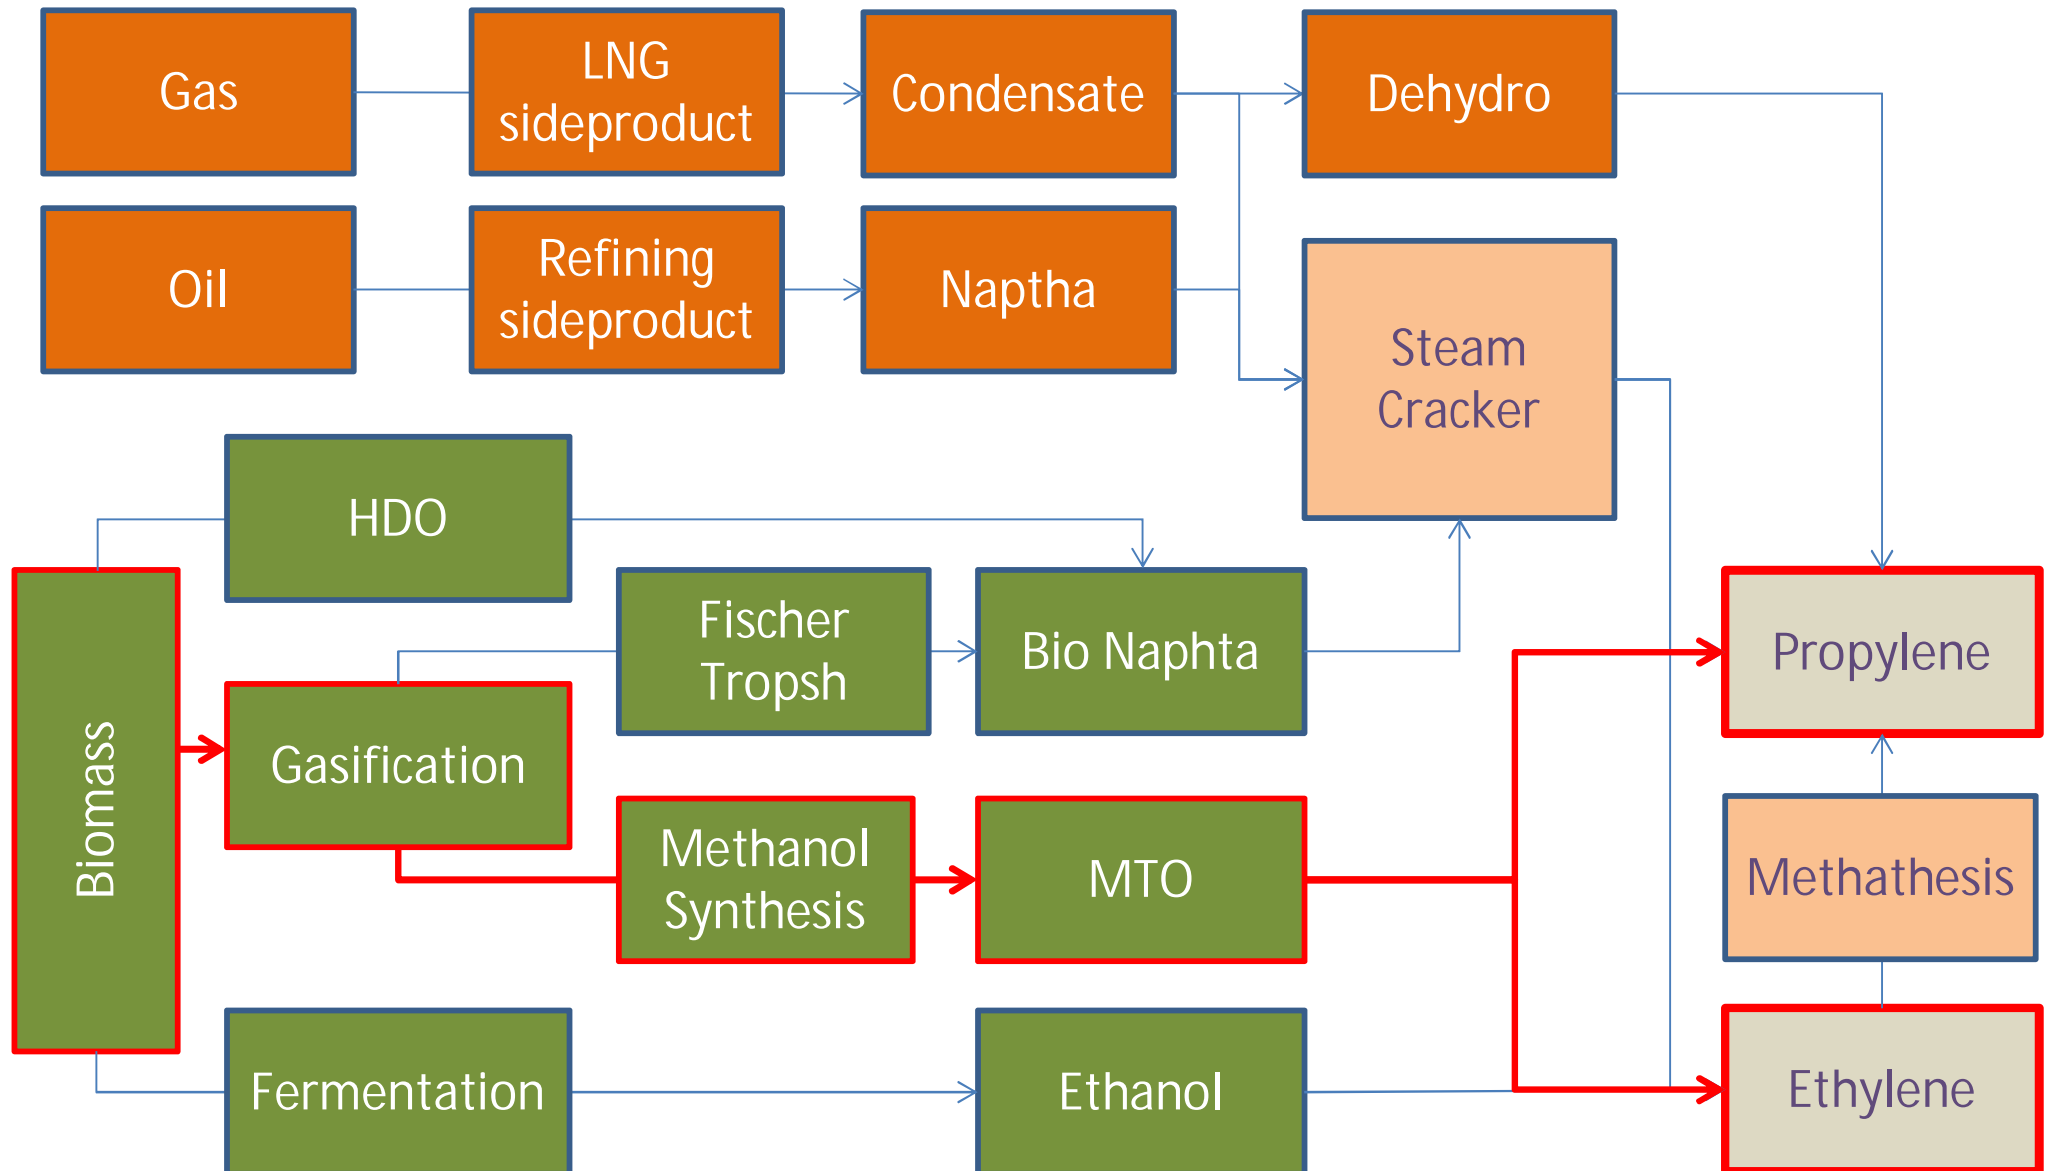 Gas
LNG
sideproduct
Condensate
Dehydro
Oil
Refining
sideproduct
Naptha
Steam
Cracker
HDO
Fischer
Tropsh
Bio Naphta
Propylene
Biomass
Gasification
Methanol
Synthesis
MTO
Methathesis
Fermentation
Ethanol
Ethylene